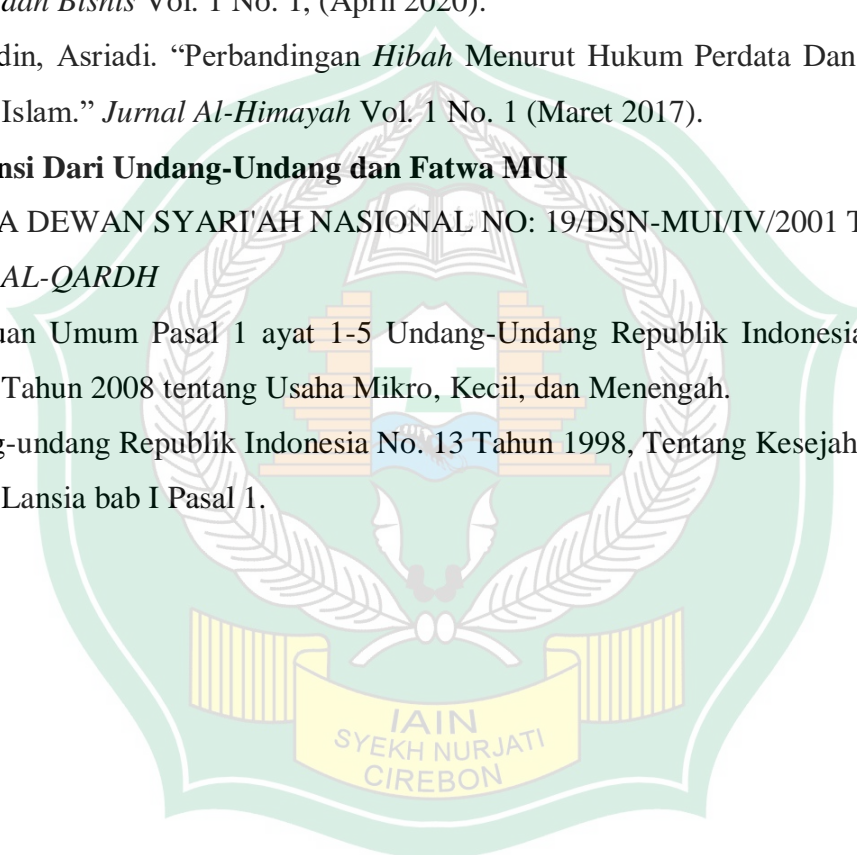 dan Bisnis Vol. 1 No. 1, (April 2020).
din, Asriadi. “Perbandingan Hibah Menurut Hukum Perdata Dan
Islam.” Jurnal Al-Himayah Vol. 1 No. 1 (Maret 2017).
nsi Dari Undang-Undang dan Fatwa MUI
A DEWAN SYARI'AH NASIONAL NO: 19/DSN-MUI/IV/2001 T
AL-QARDH
uan Umum Pasal 1 ayat 1-5 Undang-Undang Republik Indonesia
Tahun 2008 tentang Usaha Mikro, Kecil, dan Menengah.
g-undang Republik Indonesia No. 13 Tahun 1998, Tentang Kesejah
Lansia bab I Pasal 1.
IAIN
SYEKH NURJATI
CIREBON